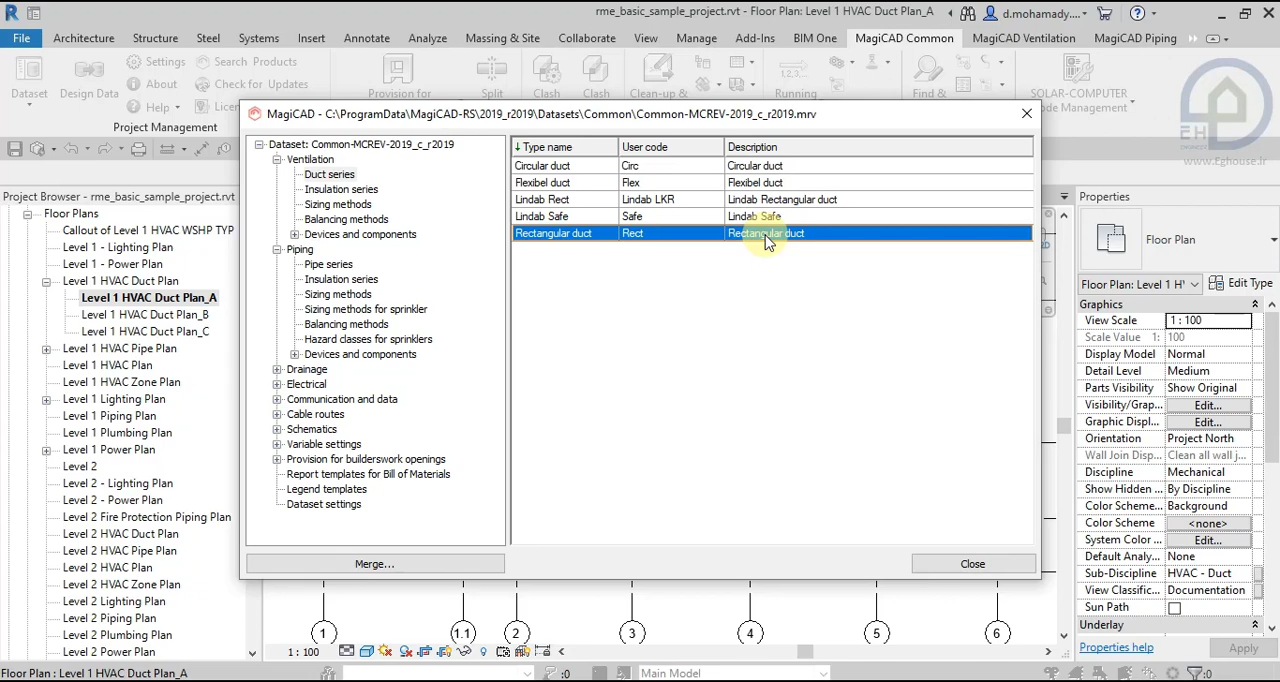 rme_basic_sample_project.rvt - Floor Plan: Level 1 HVAC Duct Plan_A
d.mohamady....
File Architecture Structure Steel Systems Insert Annotate Analyze Massing & Site Collaborate View Manage Add-Ins BIM One MagiCAD Common MagiCAD Ventilation MagiCAD Piping
Dataset
Design Data
Settings
About
Help
Search Products
Check for Updates
Project Management
Provision for
Split
Clash
Clash
Clean-up &
Running
Find &
SOLAR-COMPUTER
EH
www.Eghouse.ir
MagiCAD - C:\ProgramData\MagiCAD-RS\2019_r2019\Datasets\Common\Common-MCREV-2019_c_r2019.mrv
Dataset: Common-MCREV-2019_c_r2019
Ventilation
Duct series
Insulation series
Sizing methods
Balancing methods
Devices and components
Piping
Pipe series
Insulation series
Sizing methods
Sizing methods for sprinkler
Balancing methods
Hazard classes for sprinklers
Devices and components
Drainage
Electrical
Communication and data
Cable routes
Schematics
Variable settings
Provision for builderswork openings
Report templates for Bill of Materials
Legend templates
Dataset settings
Type name User code Description
Circular duct Circ Circular duct
Flexibel duct Flex Flexibel duct
Lindab Rect Lindab LKR Lindab Rectangular duct
Lindab Safe Safe Lindab Safe
Rectangular duct Rect Rectangular duct
Merge...
Close
Project Browser - rme_basic_sample_project.rvt
Floor Plans
Callout of Level 1 HVAC WSHP TYP
Level 1 - Lighting Plan
Level 1 - Power Plan
Level 1 HVAC Duct Plan
Level 1 HVAC Duct Plan_A
Level 1 HVAC Duct Plan_B
Level 1 HVAC Duct Plan_C
Level 1 HVAC Pipe Plan
Level 1 HVAC Plan
Level 1 HVAC Zone Plan
Level 1 Lighting Plan
Level 1 Piping Plan
Level 1 Plumbing Plan
Level 1 Power Plan
Level 2
Level 2 - Lighting Plan
Level 2 - Power Plan
Level 2 Fire Protection Piping Plan
Level 2 HVAC Duct Plan
Level 2 HVAC Pipe Plan
Level 2 HVAC Plan
Level 2 HVAC Zone Plan
Level 2 Lighting Plan
Level 2 Piping Plan
Level 2 Plumbing Plan
Level 2 Power Plan
Properties
Floor Plan
Floor Plan: Level 1 H' Edit Type
Graphics
View Scale 1 : 100
Scale Value 1: 100
Display Model Normal
Detail Level Medium
Parts Visibility Show Original
Visibility/Grap... Edit...
Graphic Displ... Edit...
Orientation Project North
Wall Join Disp... Clean all wall j...
Discipline Mechanical
Show Hidden ... By Discipline
Color Scheme... Background
Color Scheme <none>
System Color ... Edit...
Default Analy... None
Sub-Discipline HVAC - Duct
View Classific... Documentation
Sun Path
Underlay
Properties help Apply
1 1.1 2 3 4 5 6
1 : 100
Floor Plan : Level 1 HVAC Duct Plan_A
:0
Main Model
:0